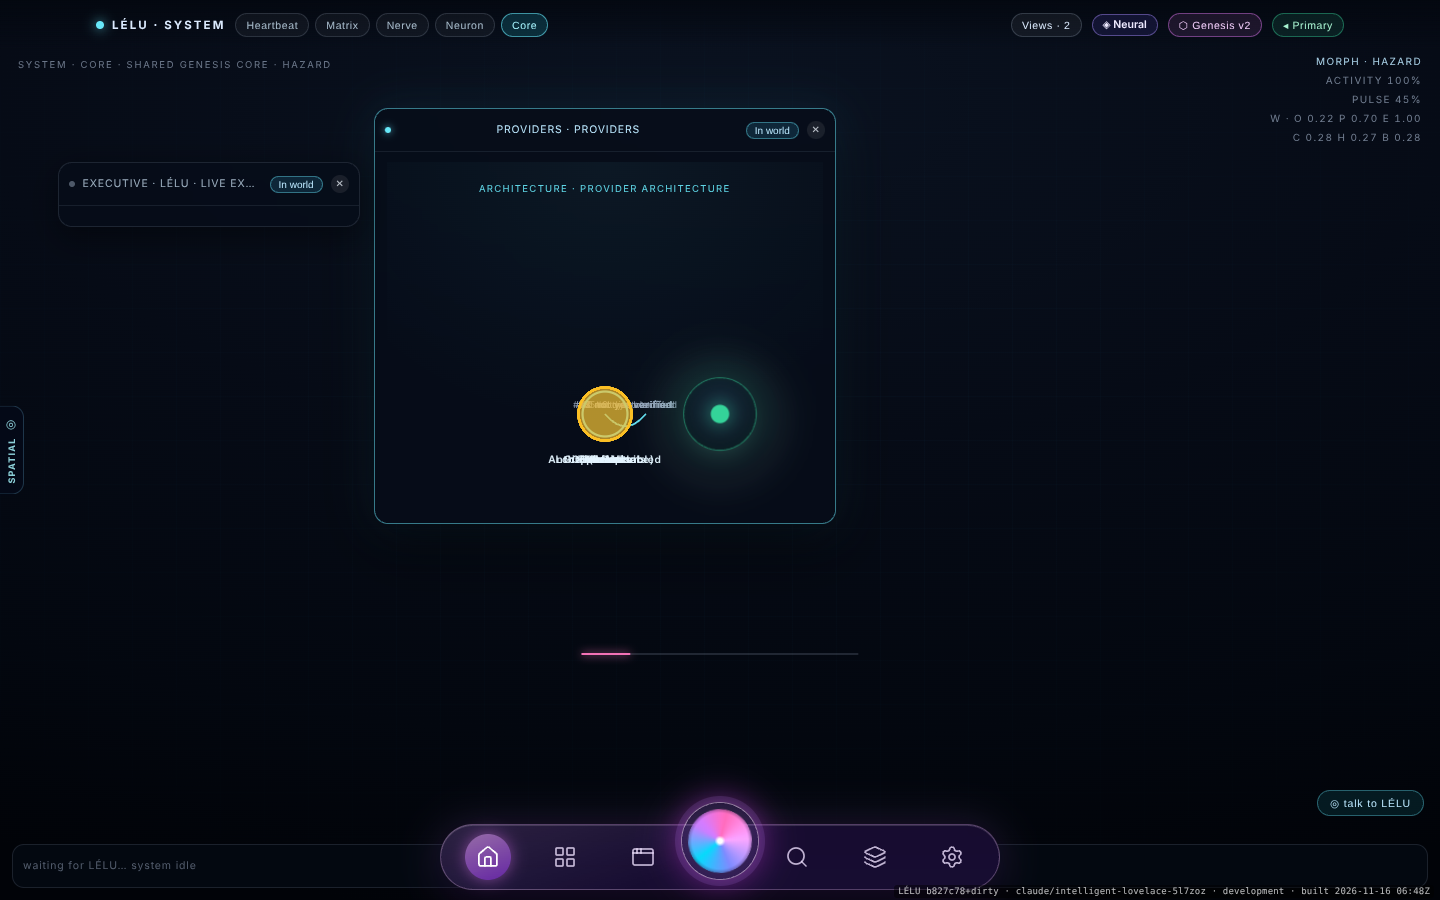 LÉLU · SYSTEM
Heartbeat
Matrix
Nerve
Neuron
Core
Views · 2
◈ Neural
⬡ Genesis v2
◂ Primary
SYSTEM · CORE · SHARED GENESIS CORE · HAZARD
MORPH · HAZARD
ACTIVITY 100%
PULSE 45%
W · O 0.22 P 0.70 E 1.00
C 0.28 H 0.27 B 0.28
PROVIDERS · PROVIDERS
In world
✕
EXECUTIVE · LÉLU · LIVE EX...
In world
✕
ARCHITECTURE · PROVIDER ARCHITECTURE
SPATIAL ◎
◎ talk to LÉLU
waiting for LÉLU... system idle
LÉLU b827c78+dirty · claude/intelligent-lovelace-5l7zoz · development · built 2026-11-16 06:48Z